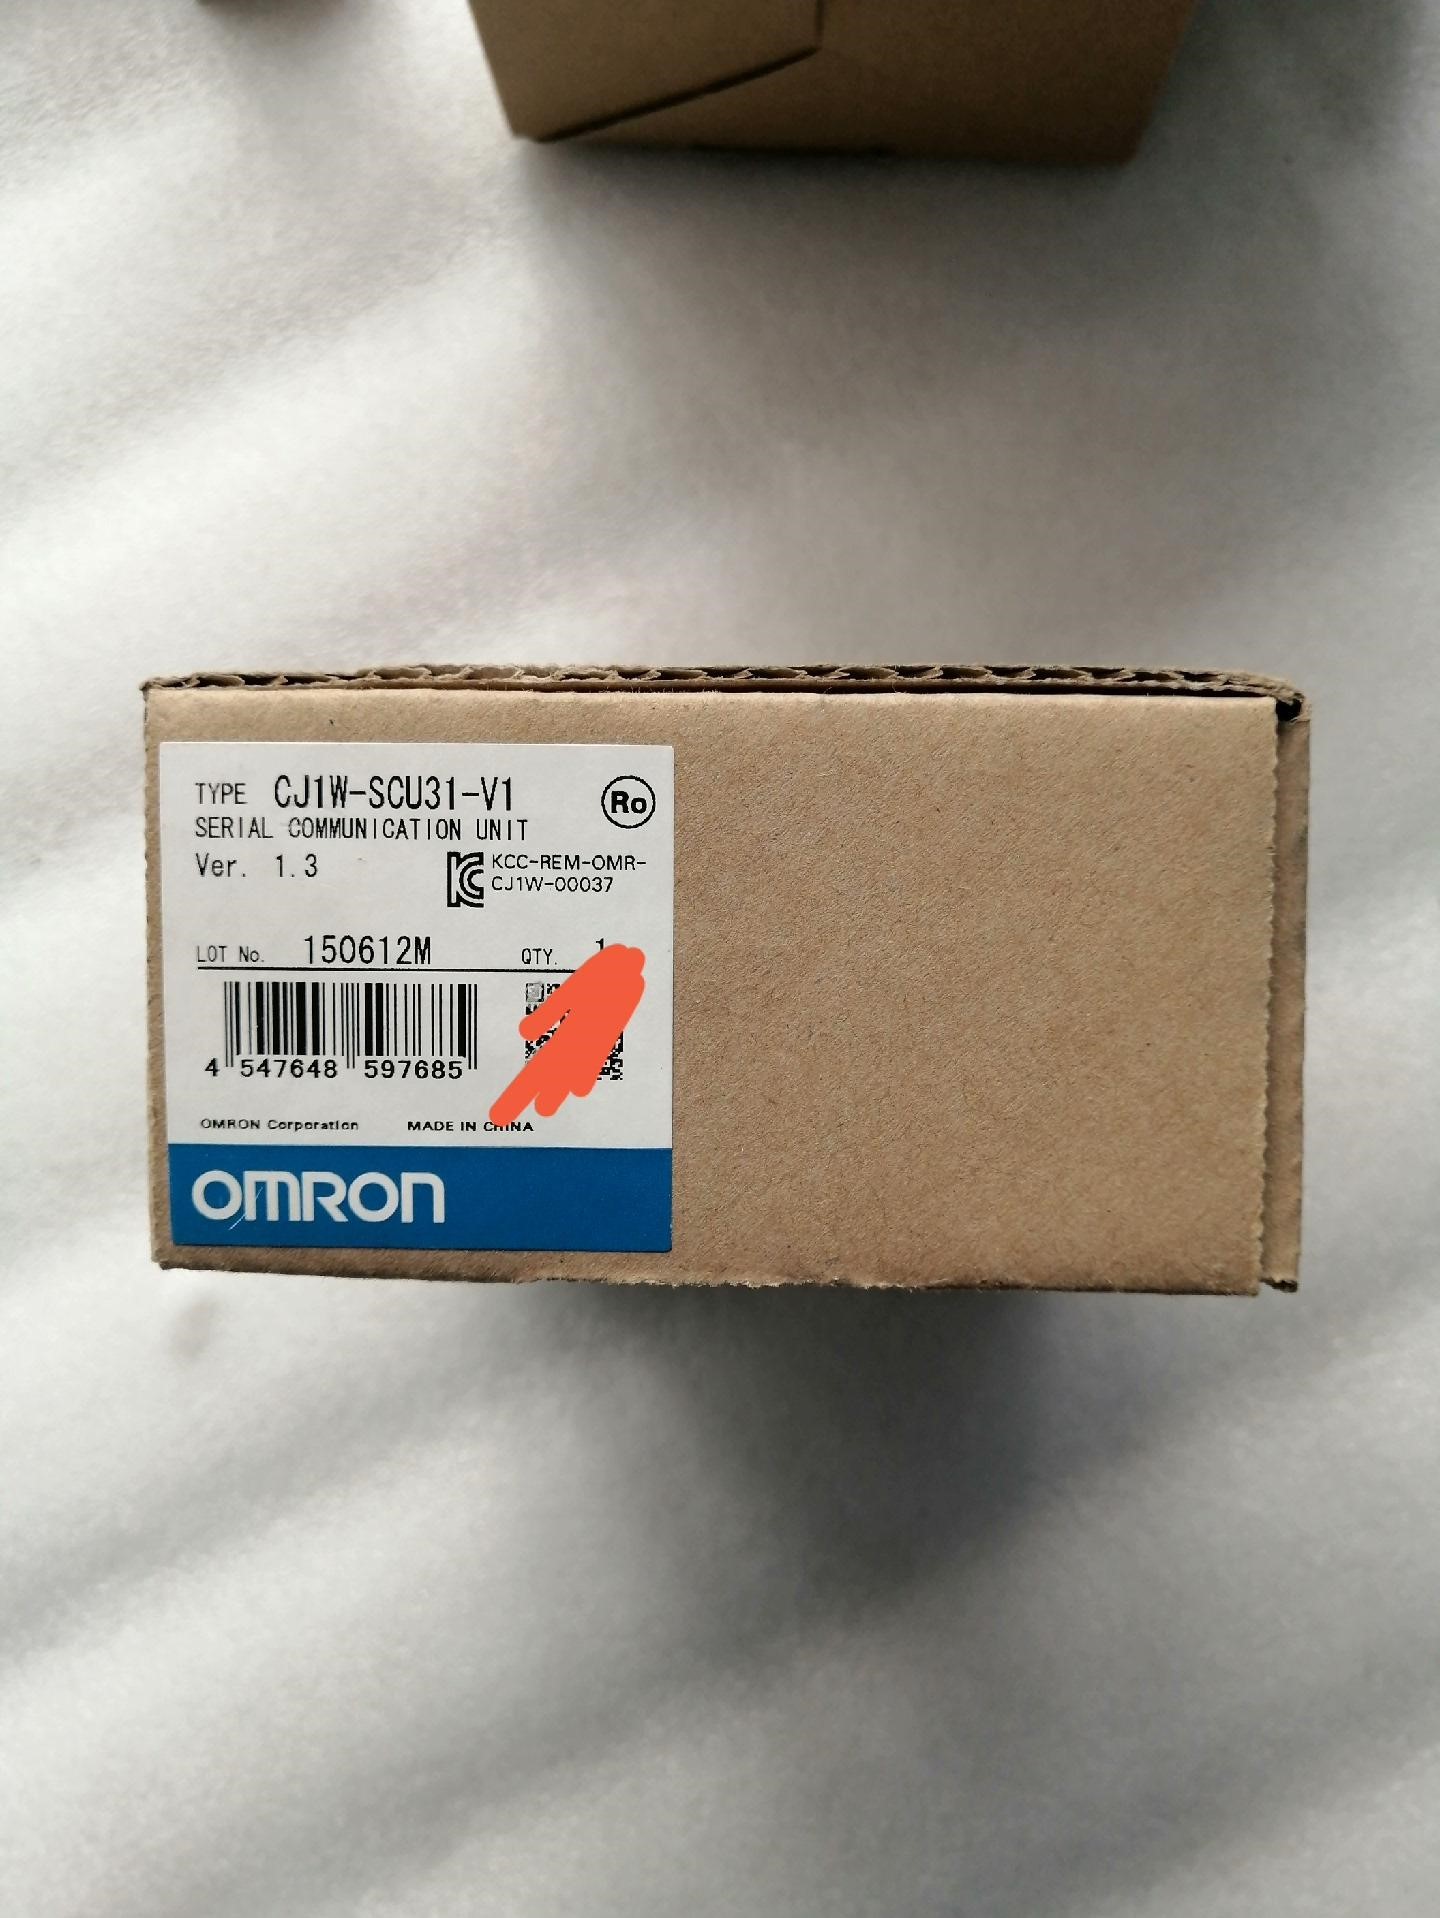 TYPE CJ1W-SCU31-V1
Ro
SERIAL COMMUNICATION UNIT
Ver. 1.3
KCC-REM-OMR-
CJ1W-00037
LOT No. 150612M QTY. 1
4 547648 597685
OMRON Corporation MADE IN CHINA
OMRON